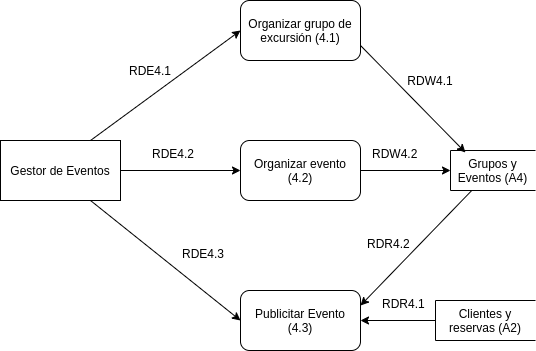 Organizar grupo de
excursión (4.1)
RDE4.1
RDW4.1
Gestor de Eventos
RDE4.2
Organizar evento
(4.2)
RDW4.2
Grupos y
Eventos (A4)
RDE4.3
RDR4.2
Publicitar Evento
(4.3)
RDR4.1
Clientes y
reservas (A2)